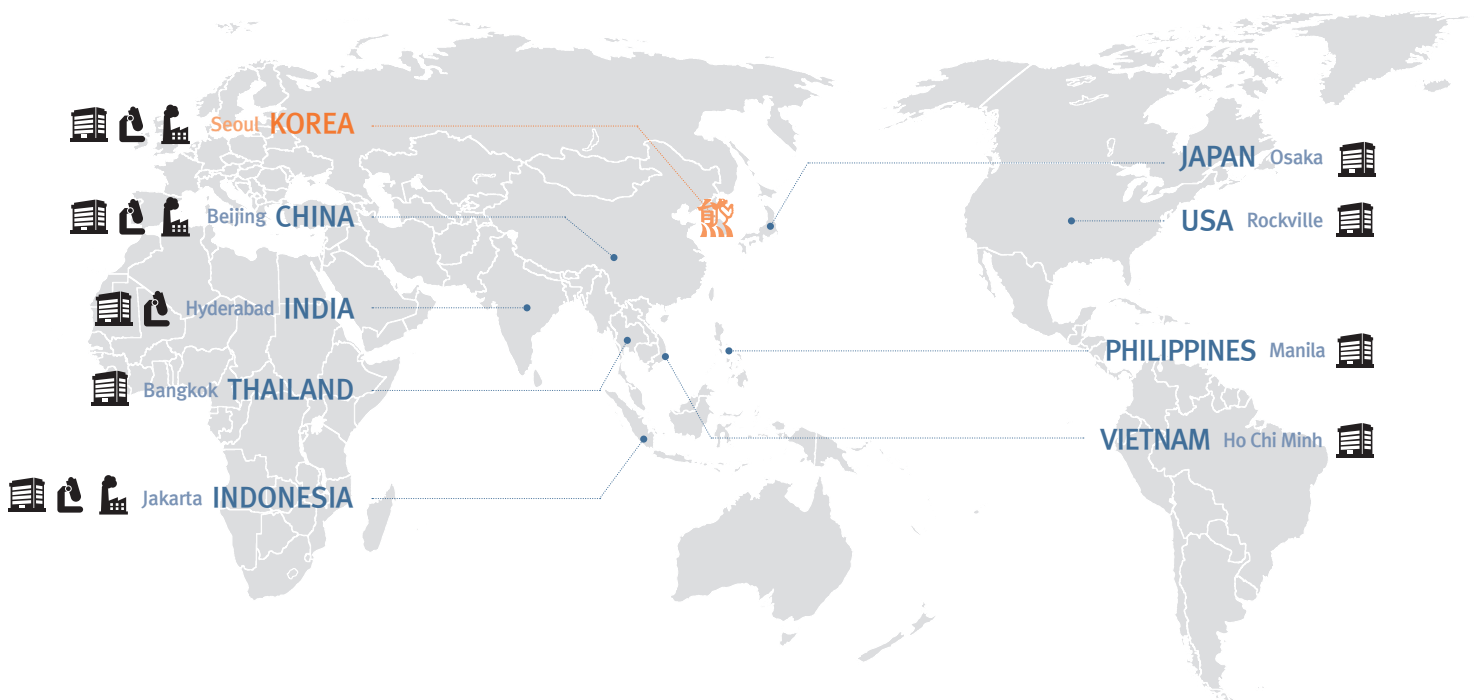 Seoul KOREA
Beijing CHINA
Hyderabad INDIA
Bangkok THAILAND
Jakarta INDONESIA
JAPAN Osaka
USA Rockville
PHILIPPINES Manila
VIETNAM Ho Chi Minh
熊